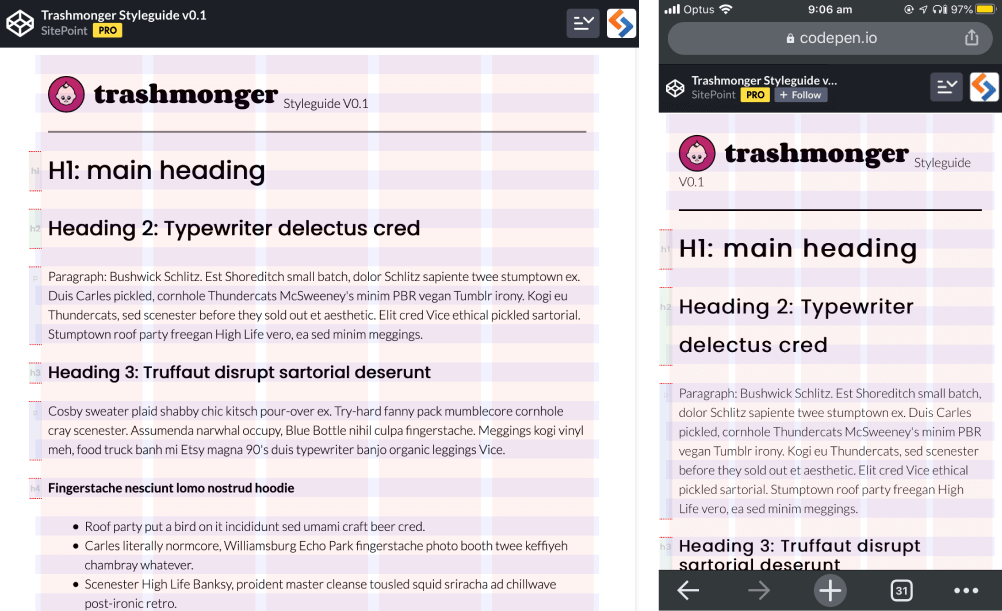 Trashmonger Styleguide v0.1
SitePoint PRO
trashmonger Styleguide V0.1
h1
H1: main heading
h2
Heading 2: Typewriter delectus cred
Paragraph: Bushwick Schlitz. Est Shoreditch small batch, dolor Schlitz sapiente twee stumptown ex.
Duis Carles pickled, cornhole Thundercats McSweeney's minim PBR vegan Tumblr irony. Kogi eu
Thundercats, sed scenester before they sold out et aesthetic. Elit cred Vice ethical pickled sartorial.
Stumptown roof party freegan High Life vero, ea sed minim meggings.
h3
Heading 3: Truffaut disrupt sartorial deserunt
Cosby sweater plaid shabby chic kitsch pour-over ex. Try-hard fanny pack mumblecore cornhole
cray scenester. Assumenda narwhal occupy, Blue Bottle nihil culpa fingerstache. Meggings kogi vinyl
meh, food truck banh mi Etsy magna 90's duis typewriter banjo organic leggings Vice.
h4
Fingerstache nesciunt lomo nostrud hoodie
• Roof party put a bird on it incididunt sed umami craft beer cred.
• Carles literally normcore, Williamsburg Echo Park fingerstache photo booth twee keffiyeh
chambray whatever.
• Scenester High Life Banksy, proident master cleanse tousled squid sriracha ad chillwave
post-ironic retro.
Optus 9:06 am 97%
codepen.io
Trashmonger Styleguide v...
SitePoint PRO + Follow
trashmonger Styleguide
V0.1
h1
H1: main heading
h2
Heading 2: Typewriter
delectus cred
Paragraph: Bushwick Schlitz. Est Shoreditch small batch,
dolor Schlitz sapiente twee stumptown ex. Duis Carles
pickled, cornhole Thundercats McSweeney's minim PBR
vegan Tumblr irony. Kogi eu Thundercats, sed scenester
before they sold out et aesthetic. Elit cred Vice ethical
pickled sartorial. Stumptown roof party freegan High
Life vero, ea sed minim meggings.
h3
Heading 3: Truffaut disrupt
sartorial deserunt
31